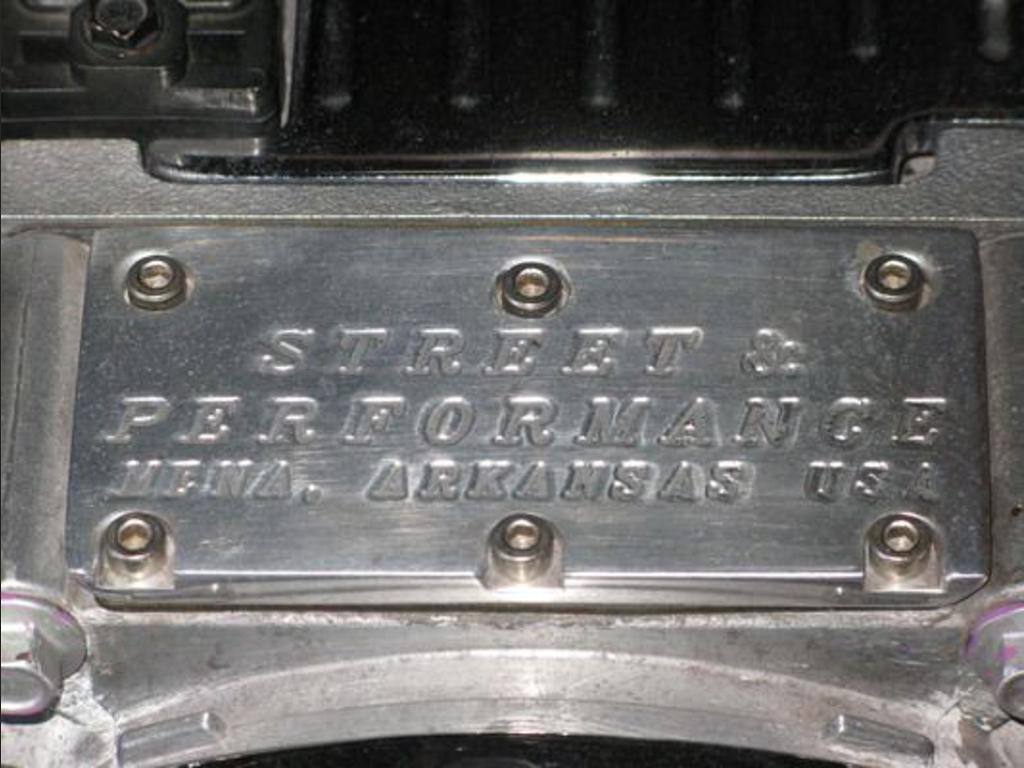 STREET &
PERFORMANCE
MENA, ARKANSAS USA